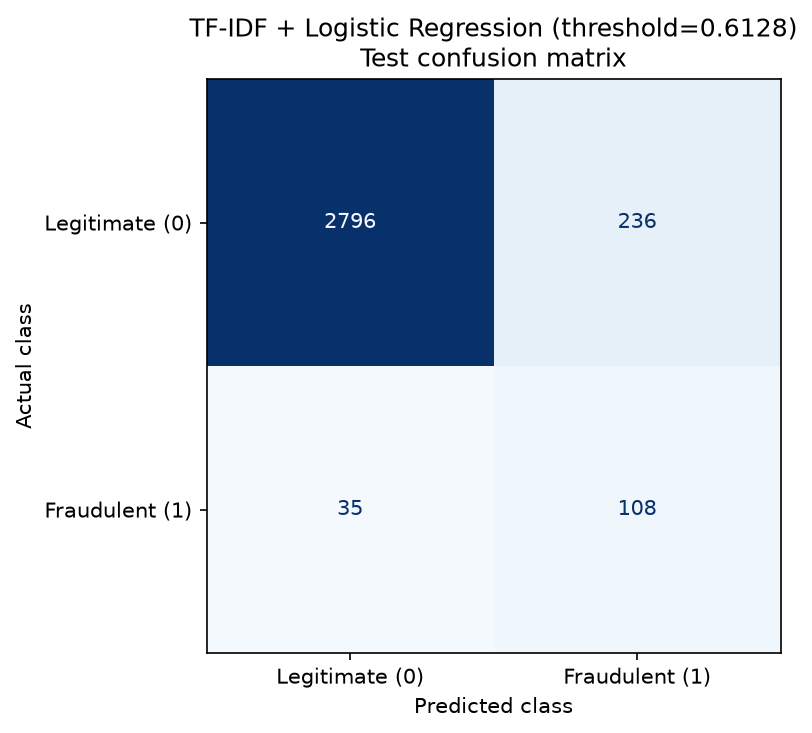 TF-IDF + Logistic Regression (threshold=0.6128)
Test confusion matrix
Actual class
Legitimate (0)
2796
236
Fraudulent (1)
35
108
Legitimate (0)
Fraudulent (1)
Predicted class